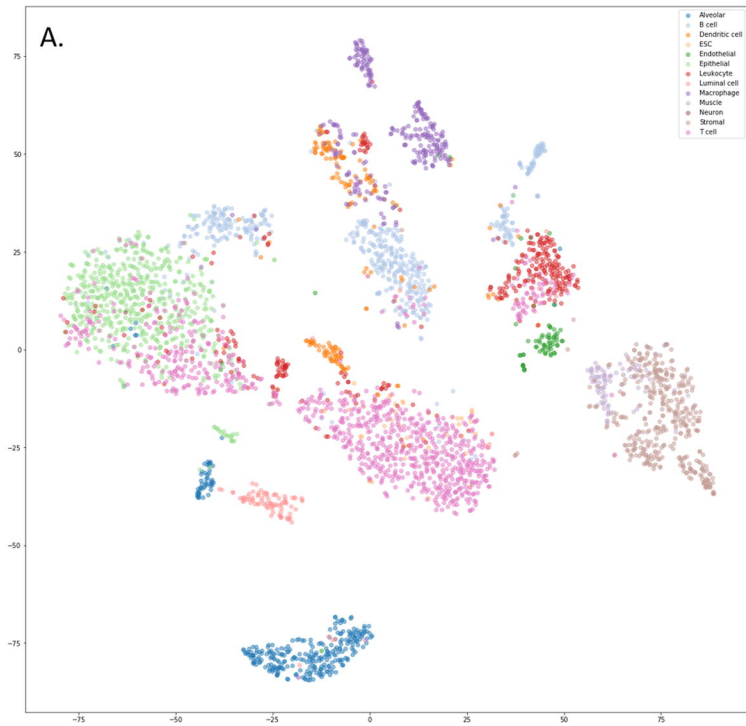 A.
Alveolar
B cell
Dendritic cell
ESC
Endothelial
Epithelial
Leukocyte
Luminal cell
Macrophage
Muscle
Neuron
Stromal
T cell
75
50
25
0
−25
−50
−75
−75 −50 −25 0 25 50 75